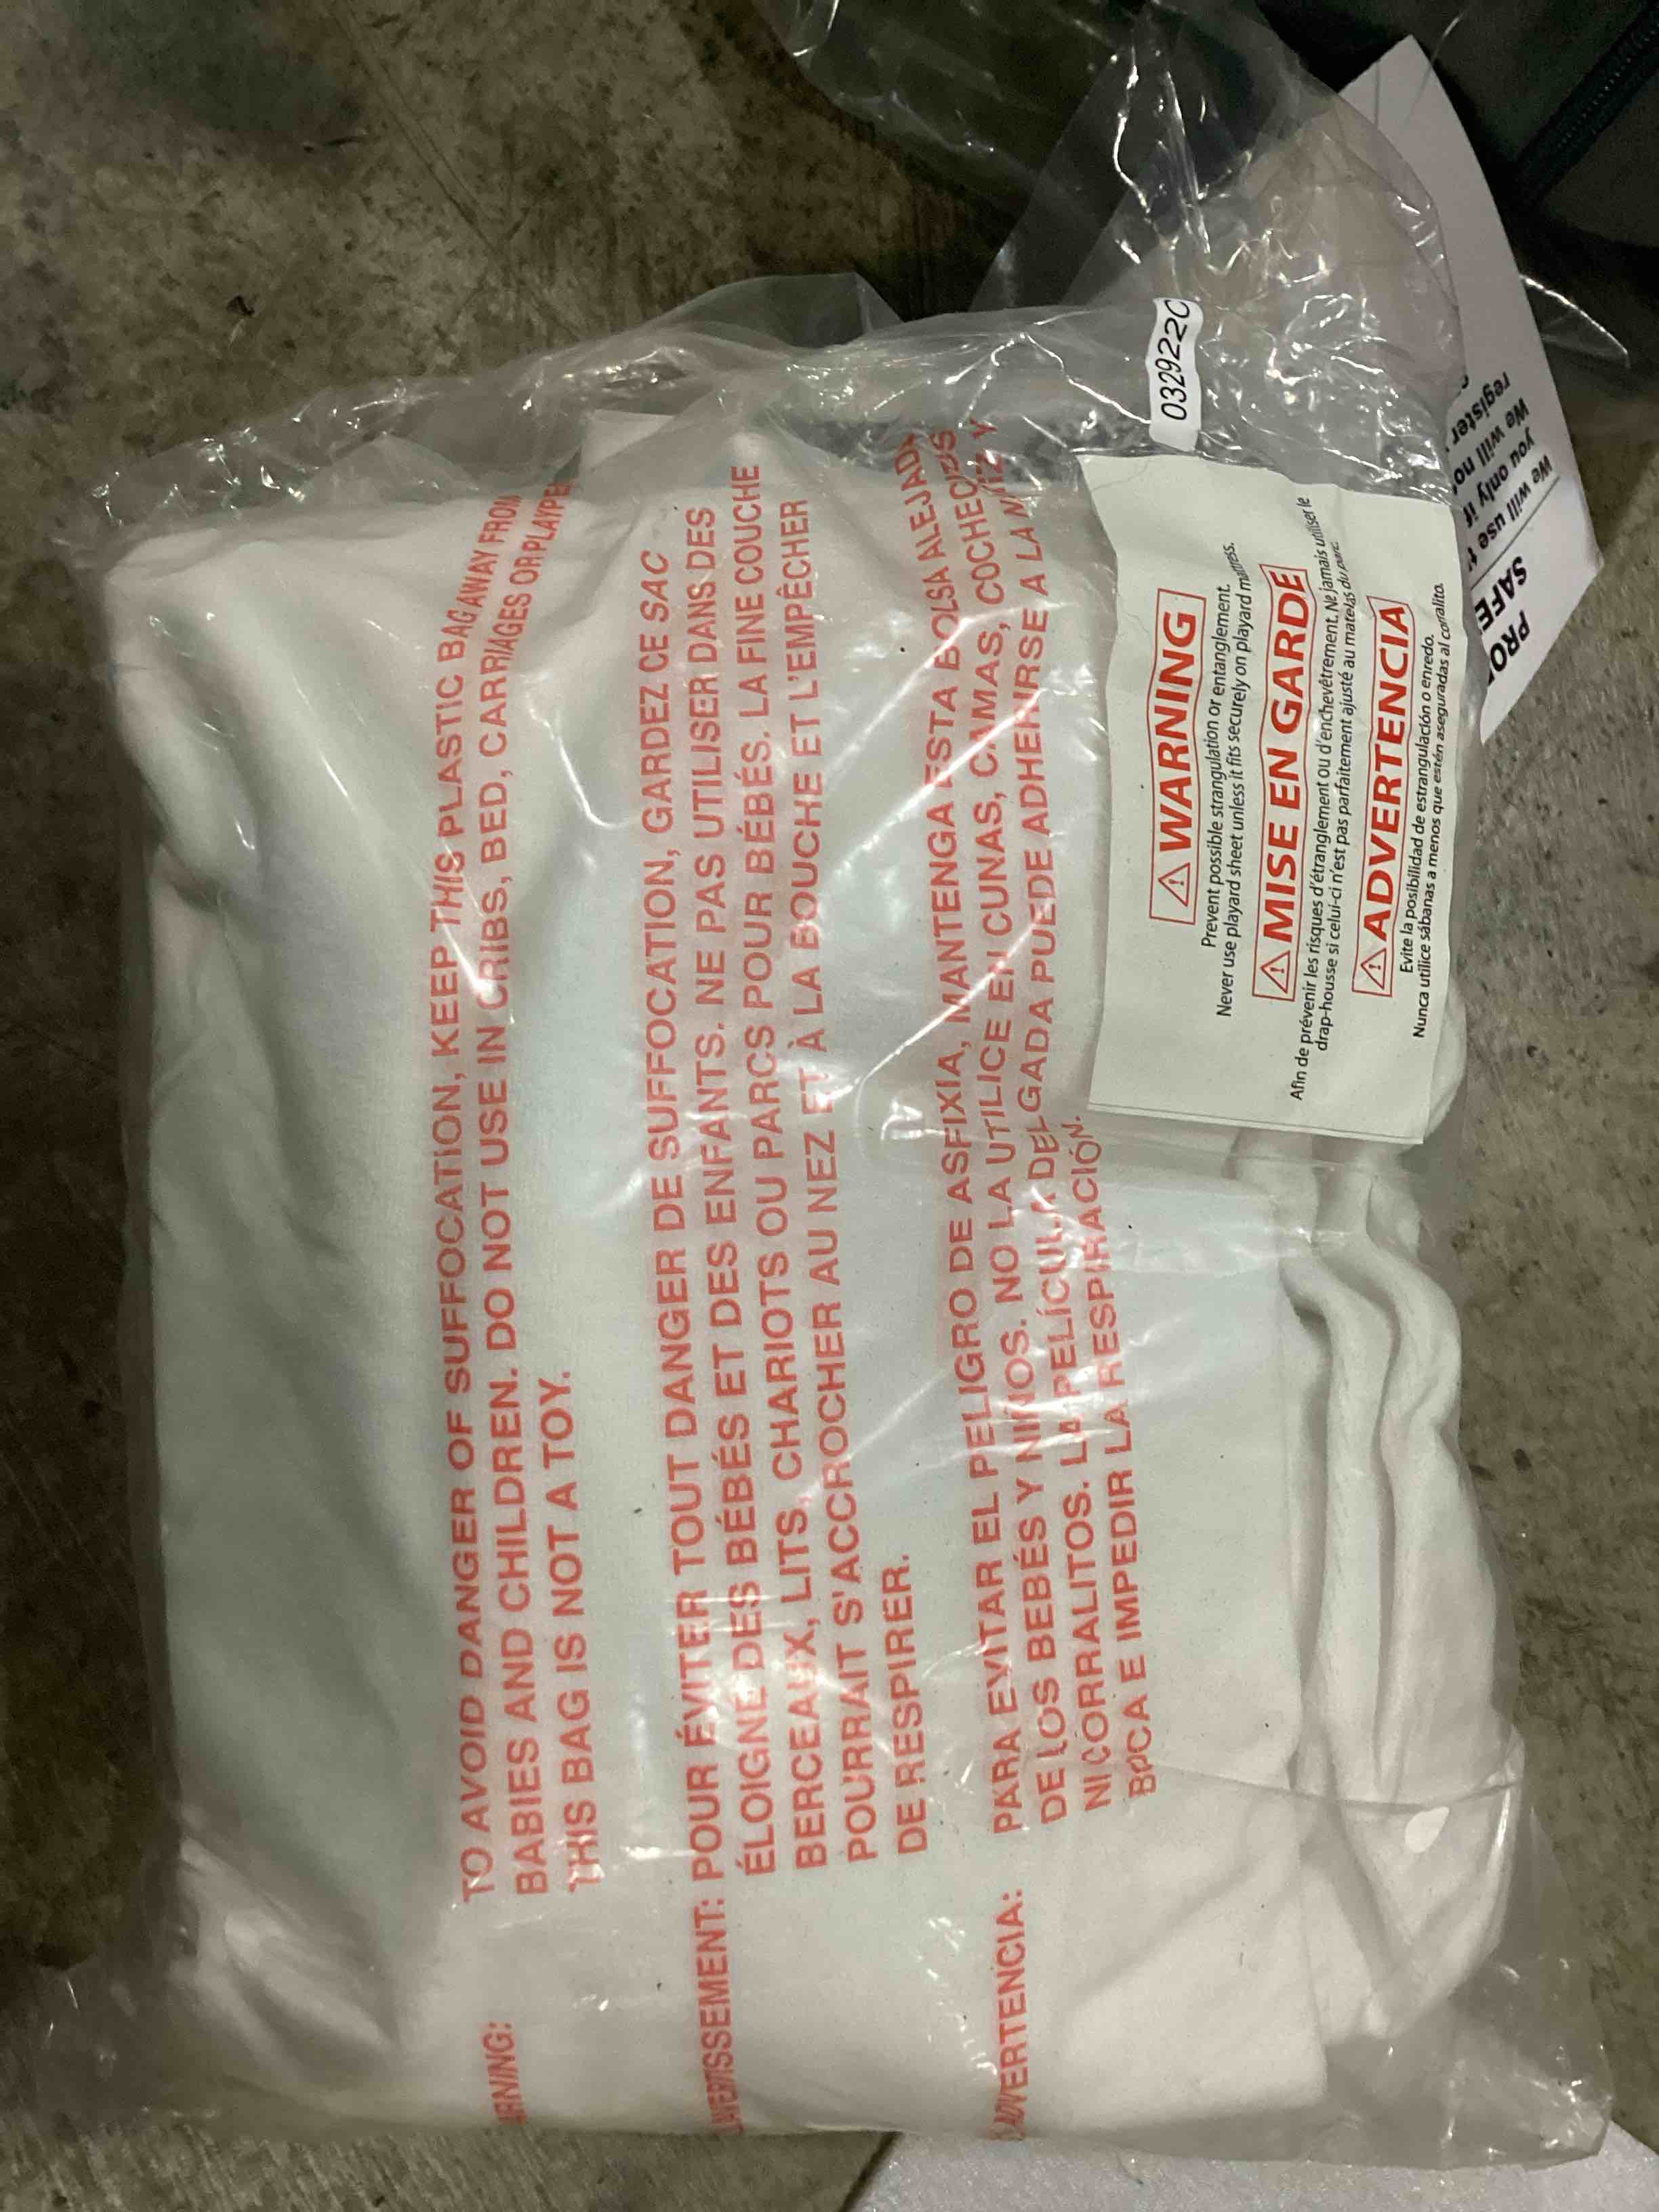 WARNING:
TO AVOID DANGER OF SUFFOCATION, KEEP THIS PLASTIC BAG AWAY FROM
BABIES AND CHILDREN. DO NOT USE IN CRIBS, BED, CARRIAGES OR PLAYPE
THIS BAG IS NOT A TOY.
AVERTISSEMENT: POUR ÉVITER TOUT DANGER DE SUFFOCATION, GARDEZ CE SAC
ÉLOIGNE DES BÉBÉS ET DES ENFANTS. NE PAS UTILISER DANS DES
BERCEAUX, LITS, CHARIOTS OU PARCS POUR BÉBÉS. LA FINE COUCHE
POURRAIT S'ACCROCHER AU NEZ ET À LA BOUCHE ET L'EMPÊCHER
DE RESPIRER.
ADVERTENCIA: PARA EVITAR EL PELIGRO DE ASFIXIA, MANTENGA ESTA BOLSA ALEJADA
DE LOS BEBÉS Y NIÑOS. NO LA UTILICE EN CUNAS, CAMAS, COCHECITOS
NI CORRALITOS. LA PELÍCULA DELGADA PUEDE ADHERIRSE A LA NARIZ Y
BOCA E IMPEDIR LA RESPIRACIÓN.
032922C
⚠ WARNING
Prevent possible strangulation or entanglement.
Never use playard sheet unless it fits securely on playard mattress.
⚠ MISE EN GARDE
Afin de prévenir les risques d'étranglement ou d'enchevêtrement. Ne jamais utiliser le
drap-housse si celui-ci n'est pas parfaitement ajusté au matelas du parc.
⚠ ADVERTENCIA
Evite la posibilidad de estrangulación o enredo.
Nunca utilice sábanas a menos que estén aseguradas al corralito.
PRO
SAFE
We will use t
you only if
We will no
register